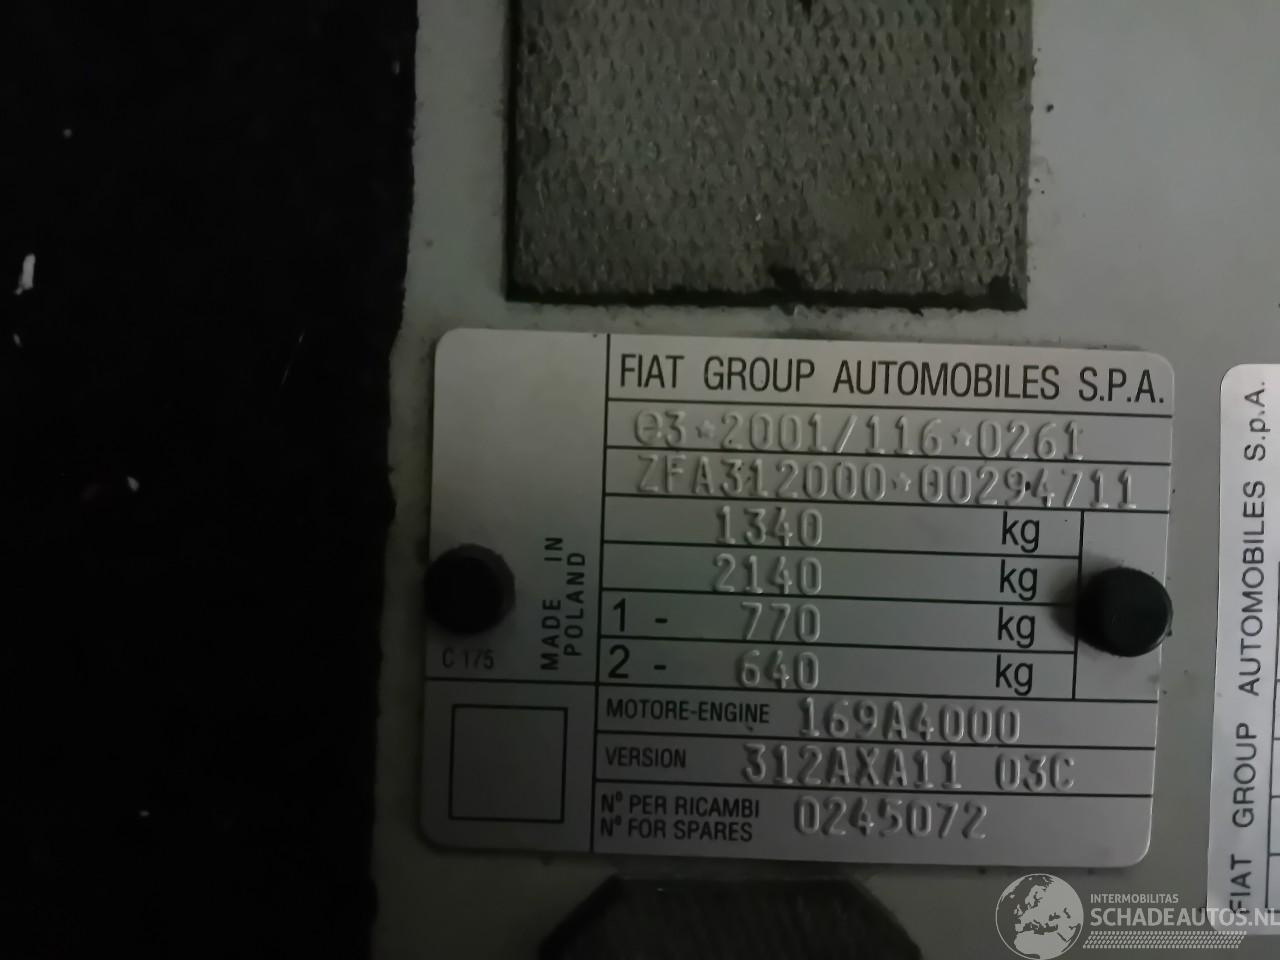 FIAT GROUP AUTOMOBILES S.P.A.
e3*2001/116*0261
ZFA312000*00294711
1340 kg
2140 kg
1 - 770 kg
2 - 640 kg
MADE IN
POLAND
C 175
MOTORE-ENGINE 169A4000
VERSION 312AXA11 03C
N° PER RICAMBI
N° FOR SPARES 0245072
FIAT GROUP AUTOMOBILES S.p.A.
INTERMOBILITAS
SCHADEAUTOS.NL